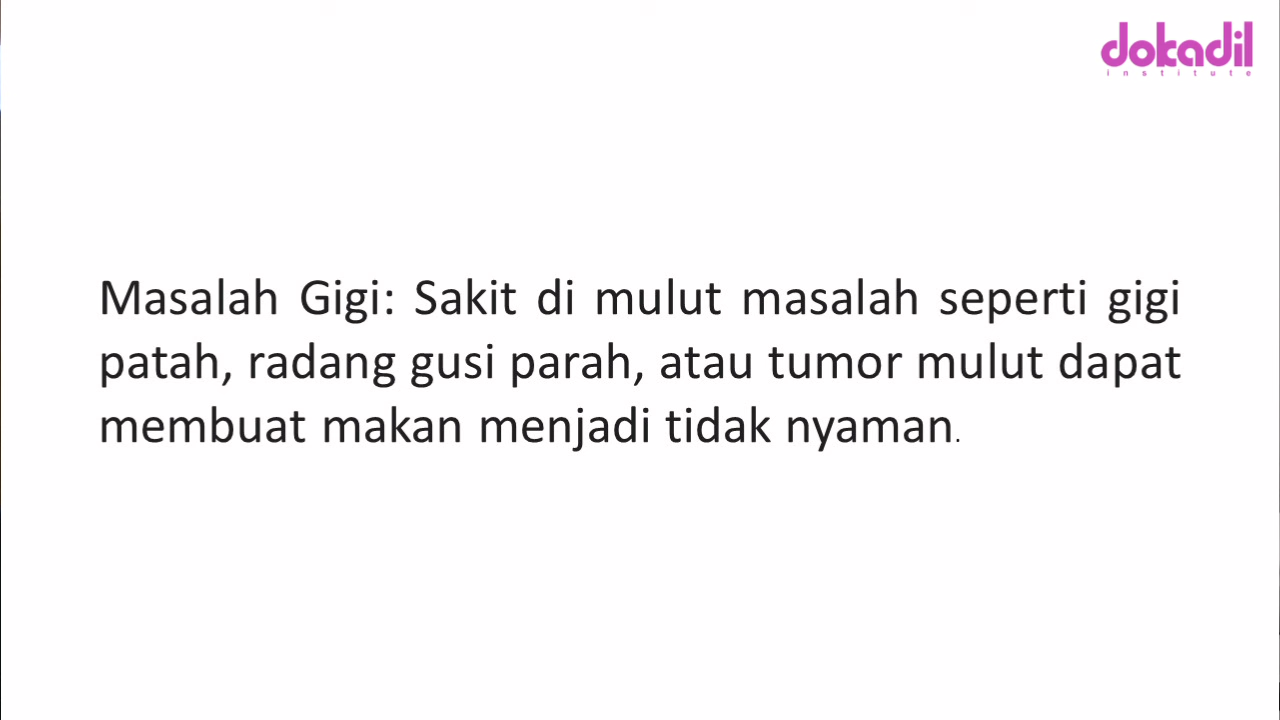 dokadil
institute
Masalah Gigi: Sakit di mulut masalah seperti gigi
patah, radang gusi parah, atau tumor mulut dapat
membuat makan menjadi tidak nyaman.